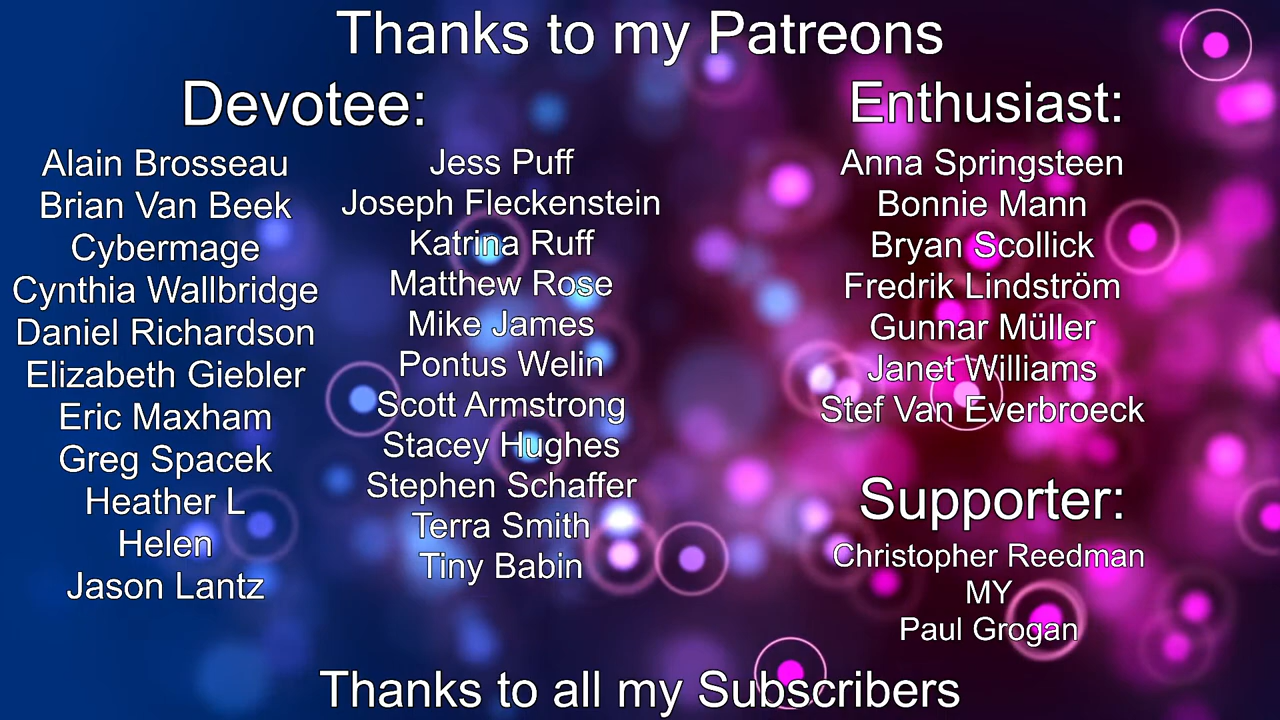 Thanks to my Patreons
Devotee:
Alain Brosseau
Brian Van Beek
Cybermage
Cynthia Wallbridge
Daniel Richardson
Elizabeth Giebler
Eric Maxham
Greg Spacek
Heather L
Helen
Jason Lantz
Jess Puff
Joseph Fleckenstein
Katrina Ruff
Matthew Rose
Mike James
Pontus Welin
Scott Armstrong
Stacey Hughes
Stephen Schaffer
Terra Smith
Tiny Babin
Enthusiast:
Anna Springsteen
Bonnie Mann
Bryan Scollick
Fredrik Lindström
Gunnar Müller
Janet Williams
Stef Van Everbroeck
Supporter:
Christopher Reedman
MY
Paul Grogan
Thanks to all my Subscribers